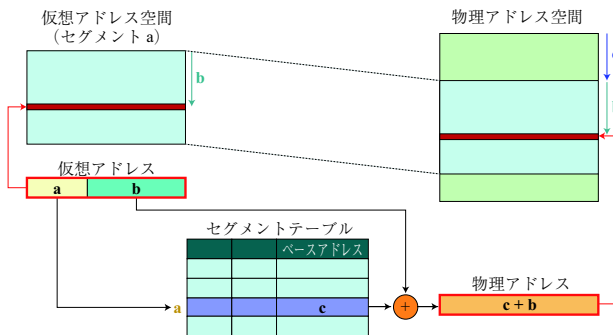 仮想アドレス空間
（セグメント a）
b
物理アドレス空間
仮想アドレス
a
b
セグメントテーブル
ベースアドレス
a
c
+
物理アドレス
c + b